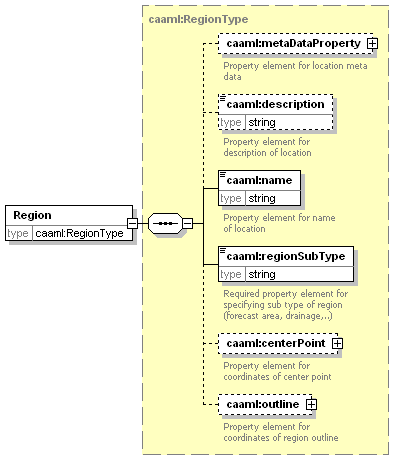 caaml:RegionType
caaml:metaDataProperty
Property element for location meta
data
caaml:description
type string
Property element for
description of location
caaml:name
type string
Property element for name
of location
Region
type caaml:RegionType
caaml:regionSubType
type string
Required property element for
specifying sub type of region
(forecast area, drainage,..)
caaml:centerPoint
Property element for
coordinates of center point
caaml:outline
Property element for
coordinates of region outline